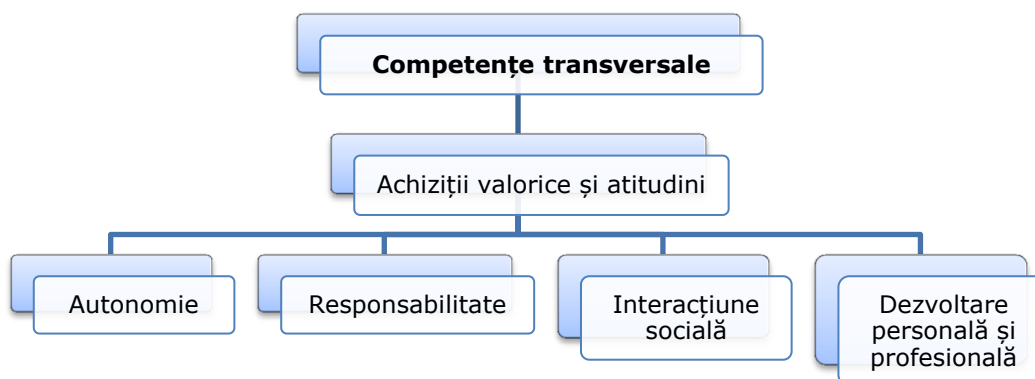 Competențe transversale
Achiziții valorice și atitudini
Autonomie
Responsabilitate
Interacțiune
socială
Dezvoltare
personală și
profesională